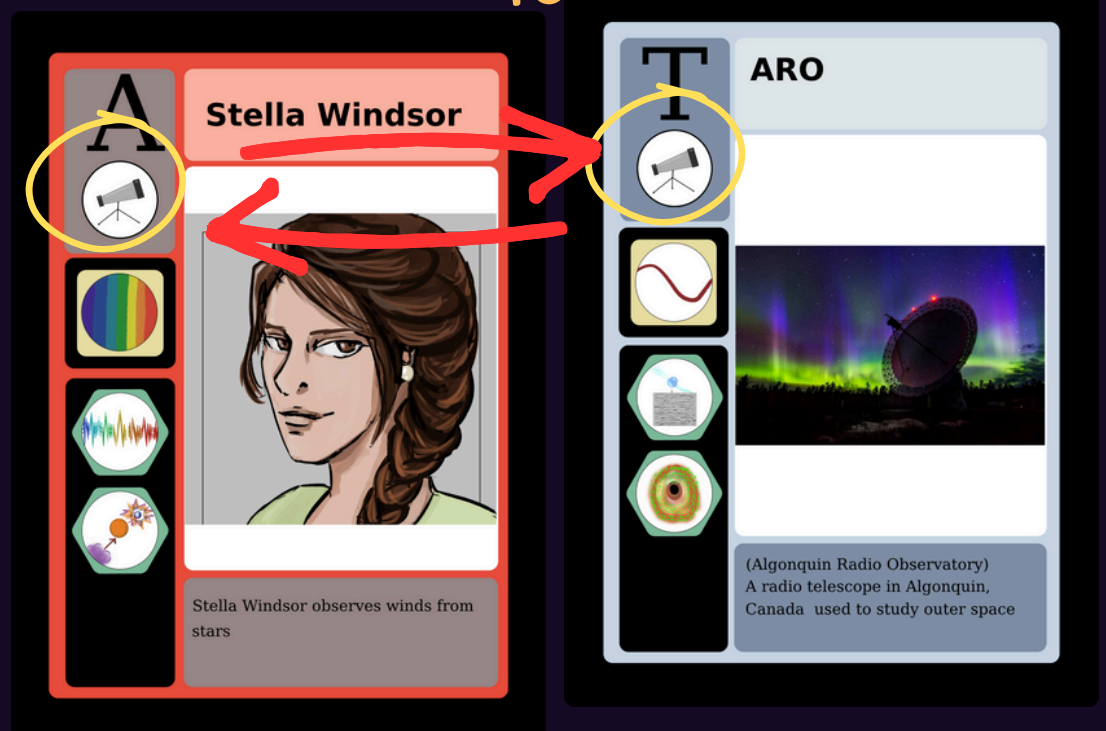 A
Stella Windsor
Stella Windsor observes winds from
stars
T
ARO
(Algonquin Radio Observatory)
A radio telescope in Algonquin,
Canada  used to study outer space